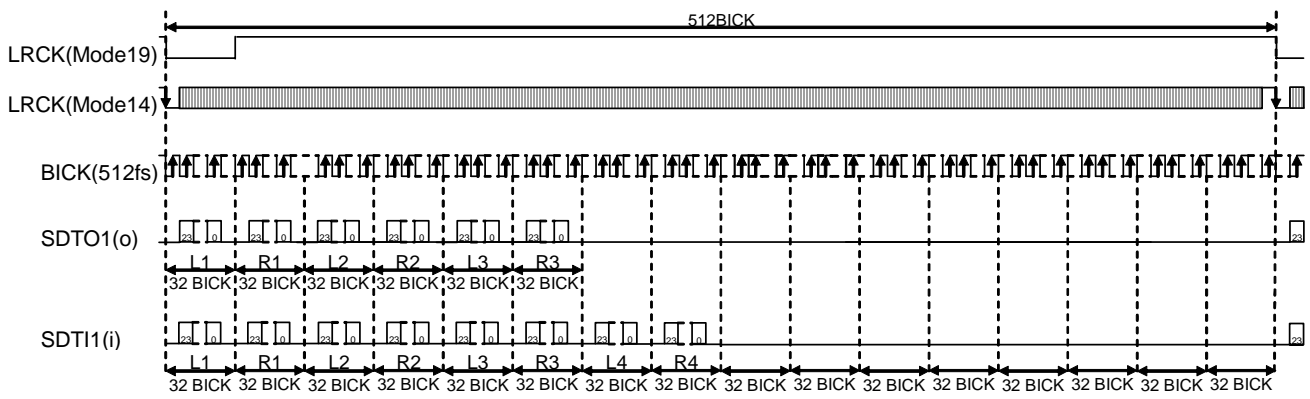 512BICK
LRCK(Mode19)
LRCK(Mode14)
BICK(512fs)
SDTO1(o)
23 0 23 0 23 0 23 0 23 0 23 0 23
L1 R1 L2 R2 L3 R3
32 BICK 32 BICK 32 BICK 32 BICK 32 BICK 32 BICK
SDTI1(i)
23 0 23 0 23 0 23 0 23 0 23 0 23 0 23 0 23
L1 R1 L2 R2 L3 R3 L4 R4
32 BICK 32 BICK 32 BICK 32 BICK 32 BICK 32 BICK 32 BICK 32 BICK 32 BICK 32 BICK 32 BICK 32 BICK 32 BICK 32 BICK 32 BICK 32 BICK